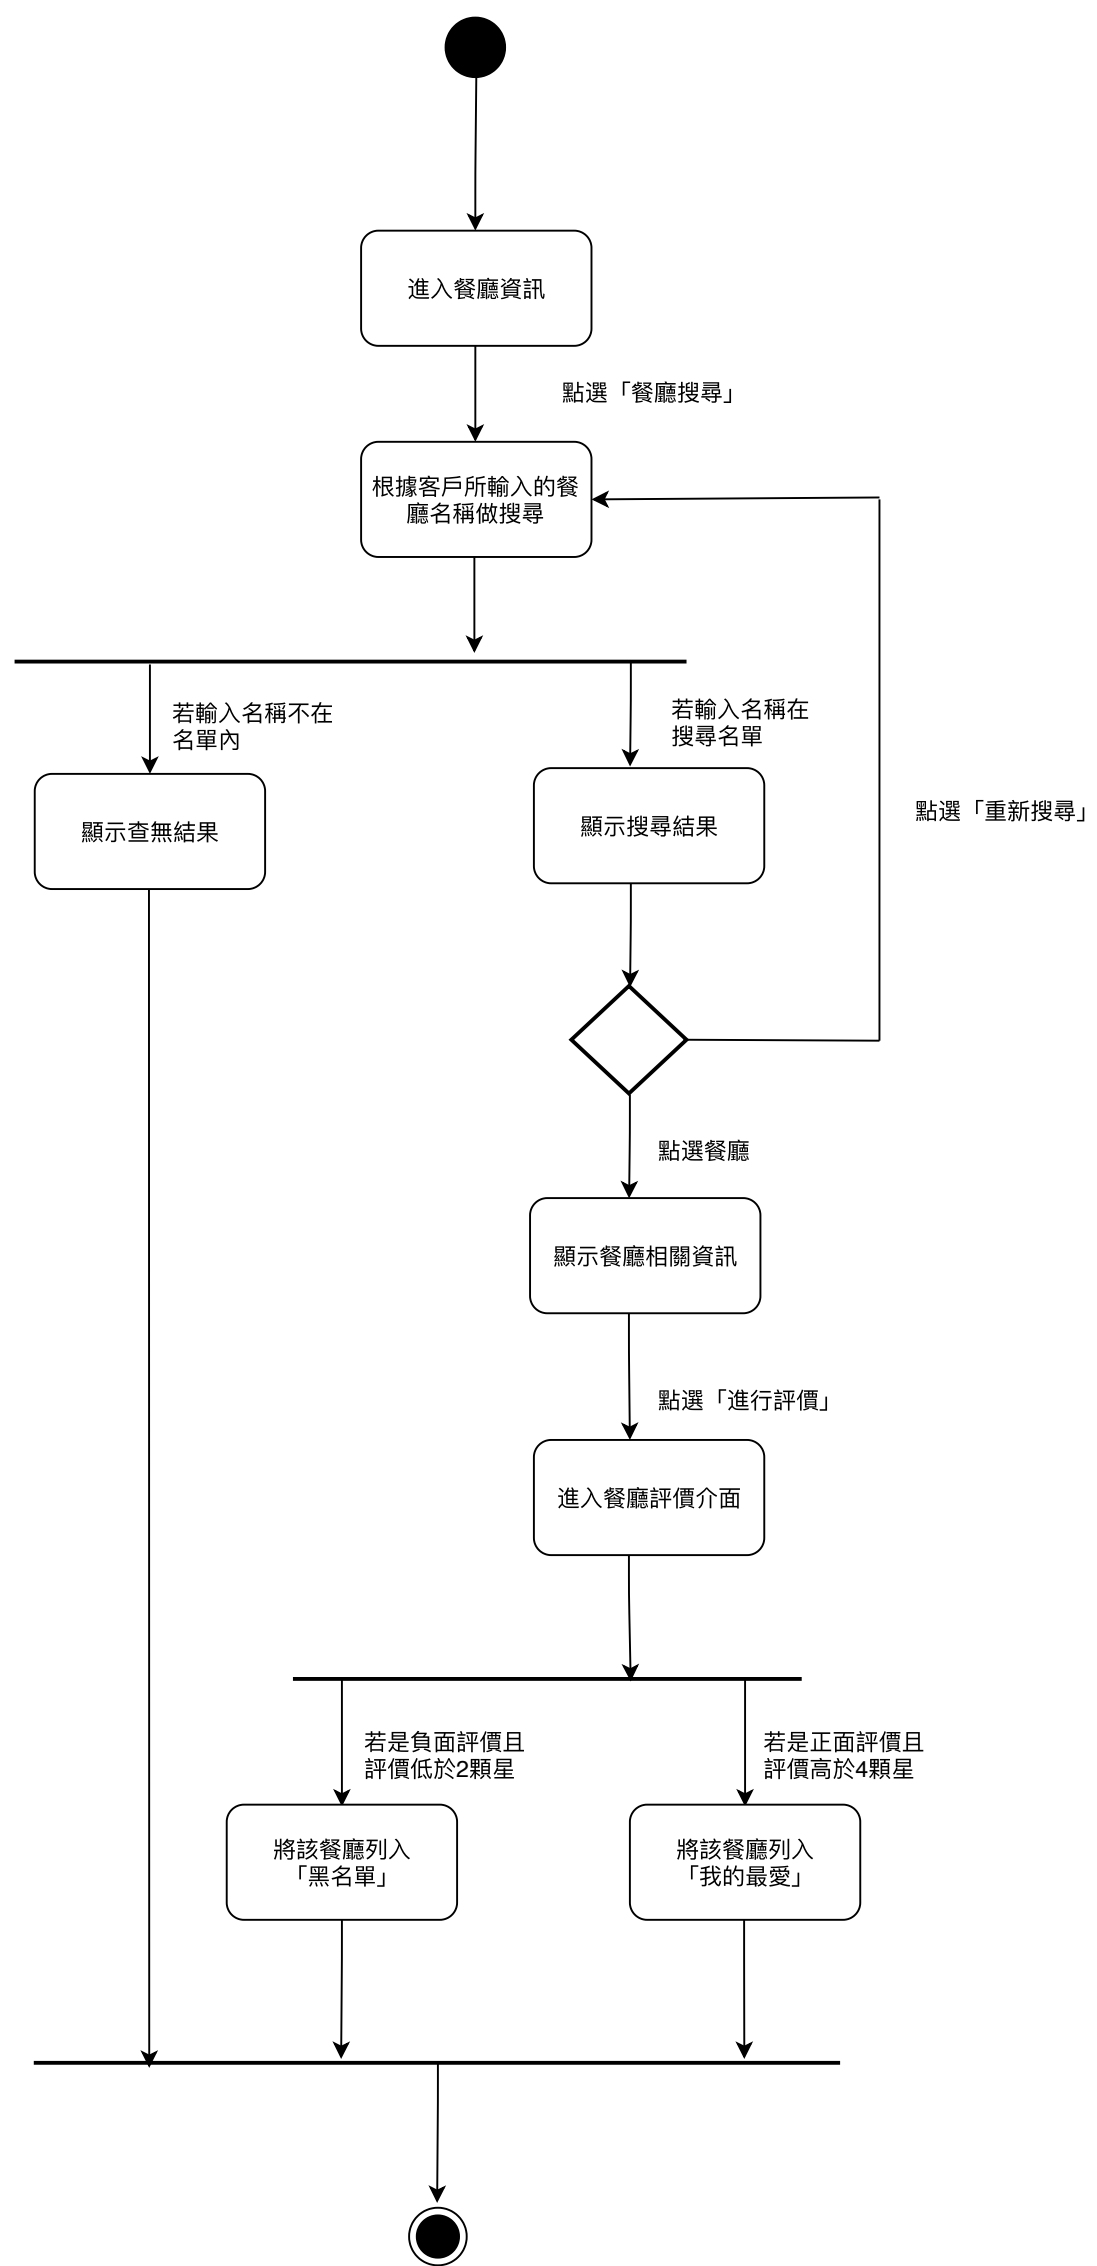 進入餐廳資訊
點選「餐廳搜尋」
根據客戶所輸入的餐
廳名稱做搜尋
若輸入名稱不在
名單內
若輸入名稱在
搜尋名單
顯示查無結果
顯示搜尋結果
點選「重新搜尋」
點選餐廳
顯示餐廳相關資訊
點選「進行評價」
進入餐廳評價介面
若是負面評價且
評價低於2顆星
若是正面評價且
評價高於4顆星
將該餐廳列入
「黑名單」
將該餐廳列入
「我的最愛」